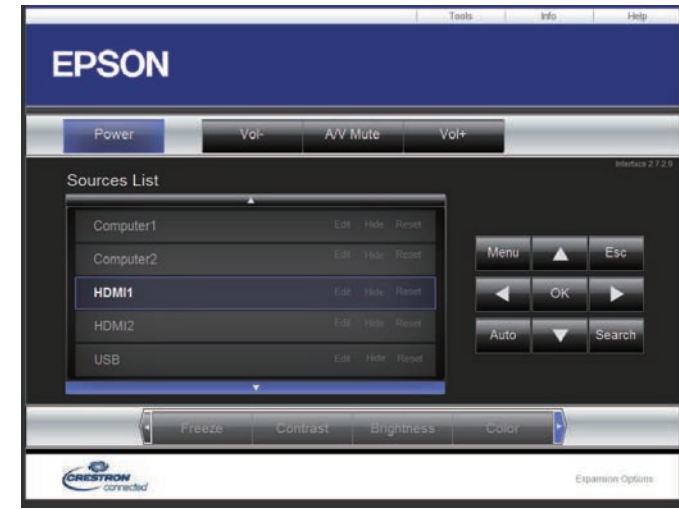 Tools Info Help
EPSON
Power Vol- A/V Mute Vol+
Interface 2.7.2.9
Sources List
Computer1 Edit Hide Reset
Computer2 Edit Hide Reset
HDMI1 Edit Hide Reset
HDMI2 Edit Hide Reset
USB Edit Hide Reset
Menu Esc
OK
Auto Search
Freeze Contrast Brightness Color
CRESTRON
connected
Expansion Options